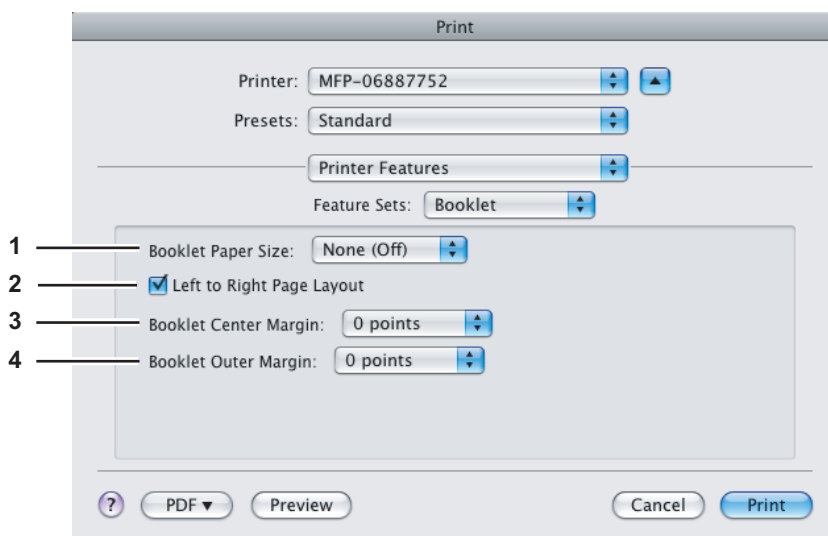 Print
Printer: MFP-06887752
Presets: Standard
Printer Features
Feature Sets: Booklet
1 Booklet Paper Size: None (Off)
2 Left to Right Page Layout
3 Booklet Center Margin: 0 points
4 Booklet Outer Margin: 0 points
? PDF ▼ Preview Cancel Print